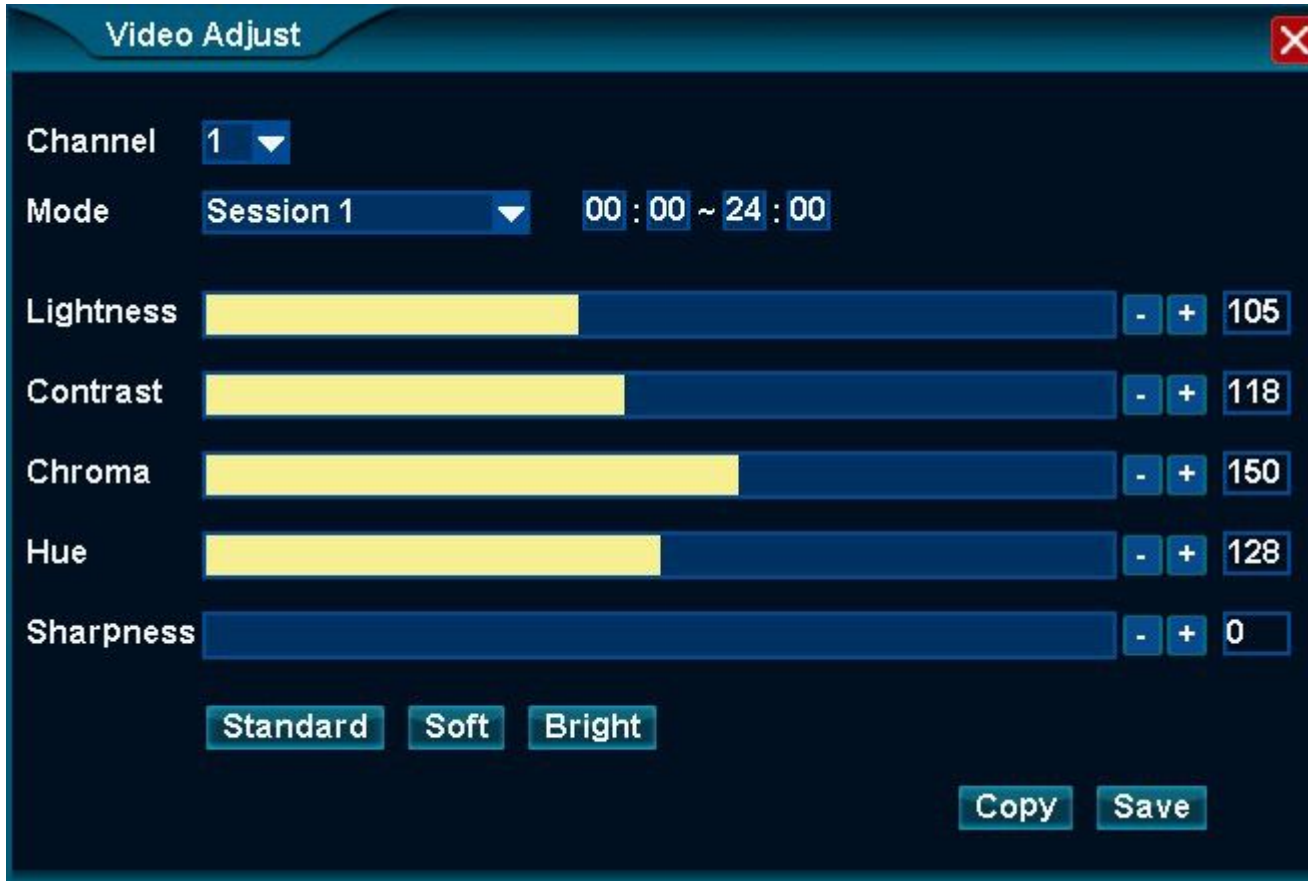 Video Adjust
Channel 1
Mode Session 1 00 : 00 ~ 24 : 00
Lightness - + 105
Contrast - + 118
Chroma - + 150
Hue - + 128
Sharpness - + 0
Standard Soft Bright
Copy Save